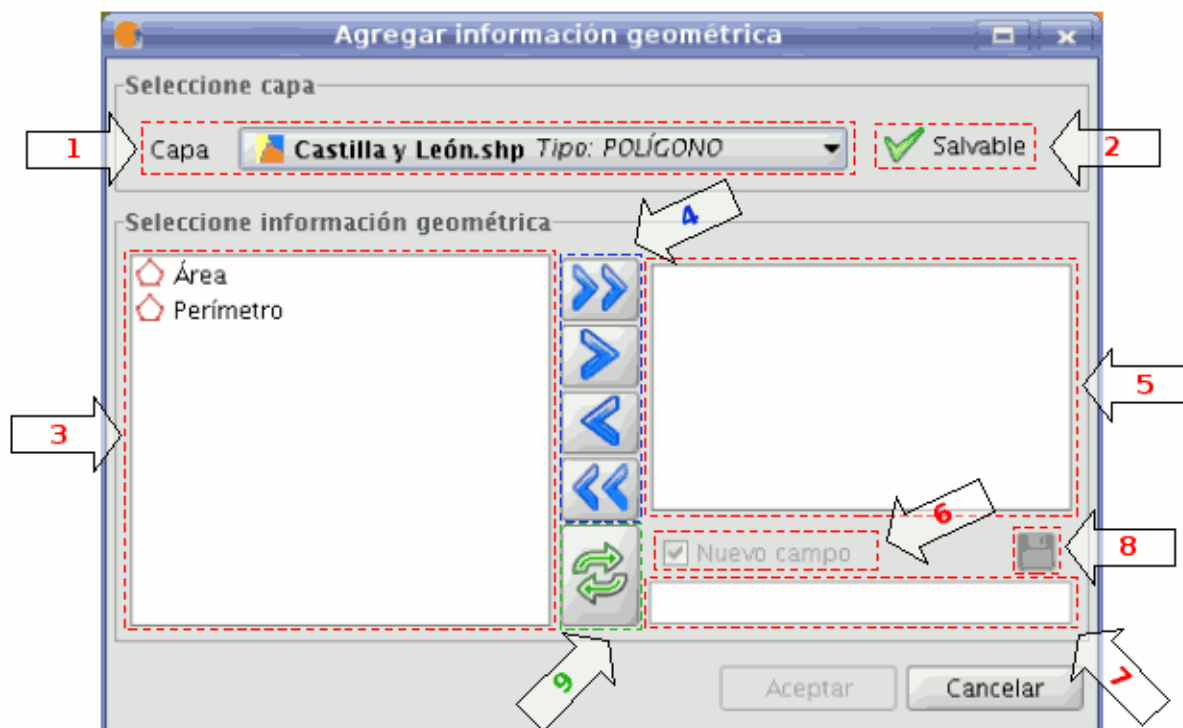 Agregar información geométrica
Seleccione capa
1
Capa
Castilla y León.shp Tipo: POLÍGONO
Salvable
2
Seleccione información geométrica
4
Área
Perímetro
3
5
6
Nuevo campo
8
9
7
Aceptar
Cancelar